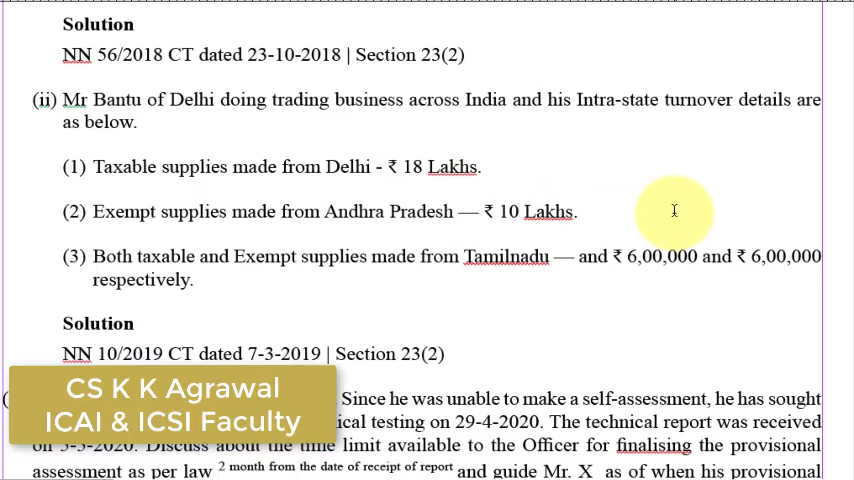 Solution
NN 56/2018 CT dated 23-10-2018 | Section 23(2)
(ii) Mr Bantu of Delhi doing trading business across India and his Intra-state turnover details are
as below.
(1) Taxable supplies made from Delhi - ₹ 18 Lakhs.
(2) Exempt supplies made from Andhra Pradesh — ₹ 10 Lakhs.
(3) Both taxable and Exempt supplies made from Tamilnadu — and ₹ 6,00,000 and ₹ 6,00,000
respectively.
Solution
NN 10/2019 CT dated 7-3-2019 | Section 23(2)
CS K K Agrawal
ICAI & ICSI Faculty
( Since he was unable to make a self-assessment, he has sought
ical testing on 29-4-2020. The technical report was received
on 5-5-2020. Discuss about the time limit available to the Officer for finalising the provisional
assessment as per law 2 month from the date of receipt of report and guide Mr. X as of when his provisional